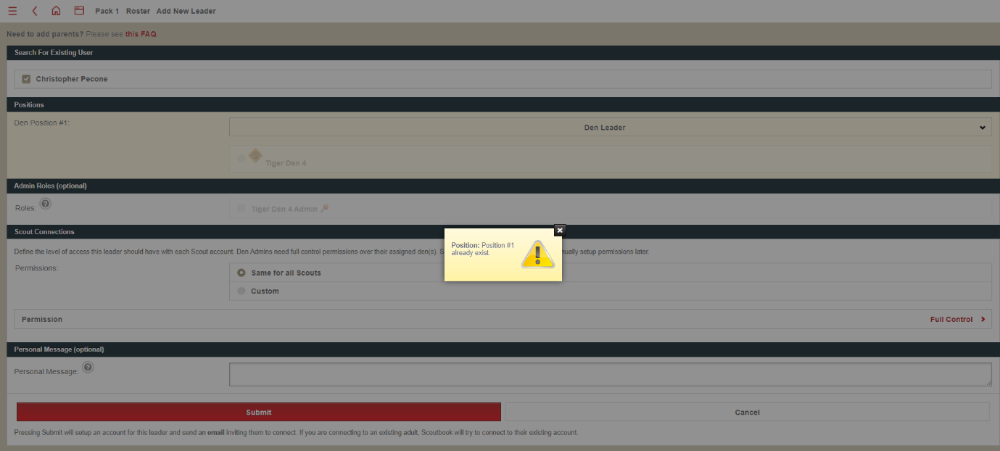 Pack 1 Roster Add New Leader
Need to add parents? Please see this FAQ.
Search For Existing User
Christopher Pecone
Positions
Den Position #1:
Den Leader
Tiger Den 4
Admin Roles (optional)
Roles:
Tiger Den 4 Admin
Scout Connections
Define the level of access this leader should have with each Scout account. Den Admins need full control permissions over their assigned den(s). S nually setup permissions later.
Position: Position #1
already exist.
Permissions:
Same for all Scouts
Custom
Permission
Full Control
Personal Message (optional)
Personal Message:
Submit
Cancel
Pressing Submit will setup an account for this leader and send an email inviting them to connect. If you are connecting to an existing adult, Scoutbook will try to connect to their existing account.